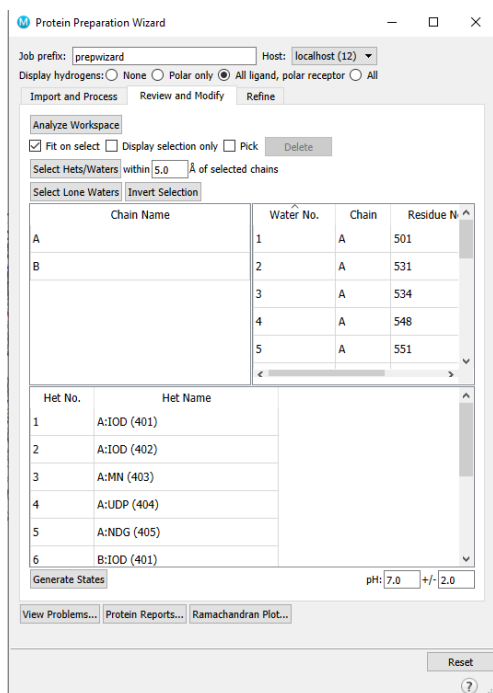 M Protein Preparation Wizard
Job prefix: prepwizard Host: localhost (12)
Display hydrogens: None Polar only All ligand, polar receptor All
Import and Process Review and Modify Refine
Analyze Workspace
Fit on select Display selection only Pick Delete
Select Hets/Waters within 5.0 Å of selected chains
Select Lone Waters Invert Selection
Chain Name Water No. Chain Residue N
A 1 A 501
B 2 A 531
3 A 534
4 A 548
5 A 551
Het No. Het Name
1 A:IOD (401)
2 A:IOD (402)
3 A:MN (403)
4 A:UDP (404)
5 A:NDG (405)
6 B:IOD (401)
Generate States pH: 7.0 +/- 2.0
View Problems... Protein Reports... Ramachandran Plot...
Reset
?